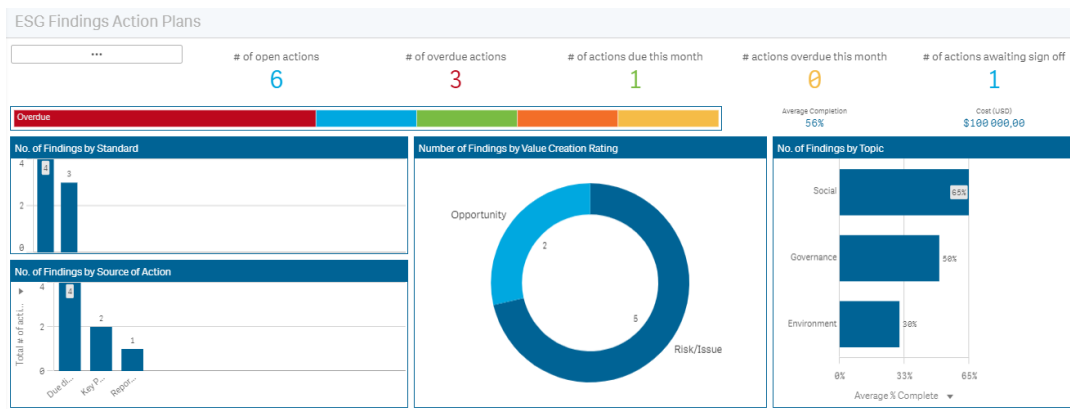 ESG Findings Action Plans
...
# of open actions
6
# of overdue actions
3
# of actions due this month
1
# actions overdue this month
0
# of actions awaiting sign off
1
Overdue
Average Completion
56%
Cost (USD)
$100 000,00
No. of Findings by Standard
4
2
0
4
3
No. of Findings by Source of Action
Total # of acti...
4
2
0
4
2
1
Due di...
Key P...
Repor...
Number of Findings by Value Creation Rating
Opportunity
2
5
Risk/Issue
No. of Findings by Topic
Social
65%
Governance
50%
Environment
30%
0%
33%
65%
Average % Complete